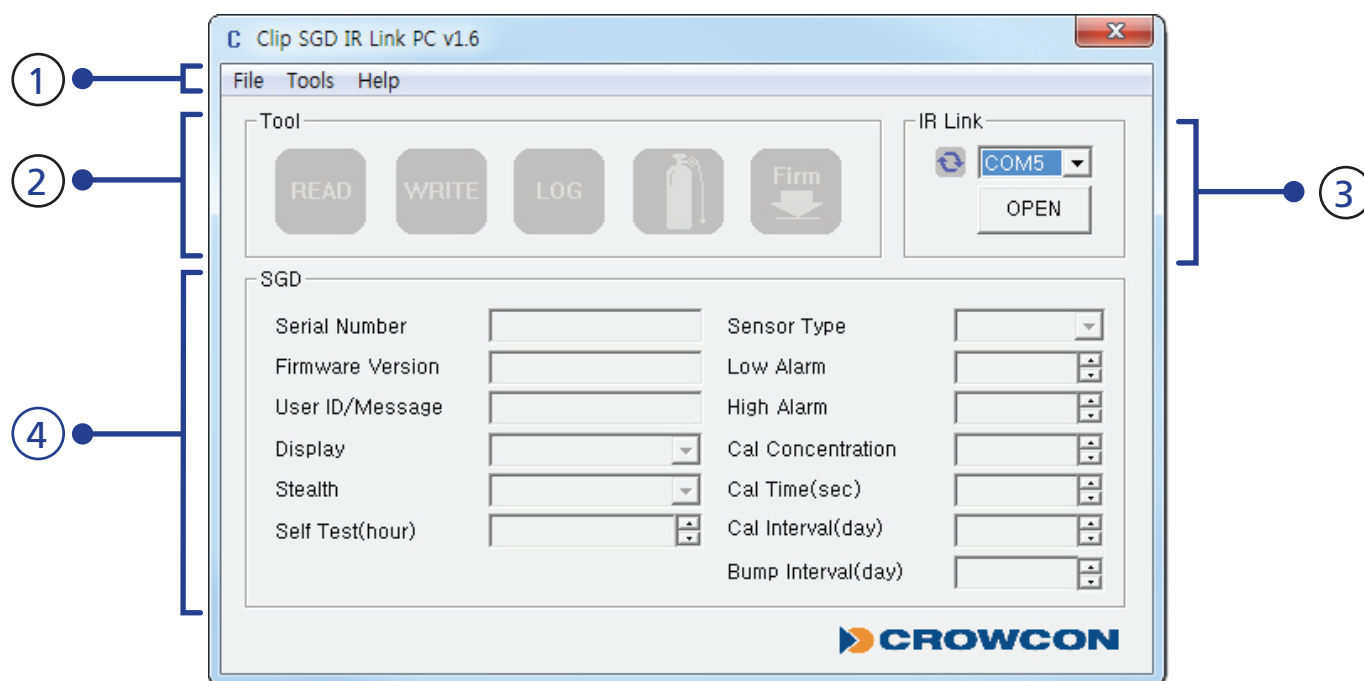 C Clip SGD IR Link PC v1.6
X
1
File Tools Help
2
Tool
READ
WRITE
LOG
Firm
IR Link
COM5
OPEN
3
4
SGD
Serial Number
Firmware Version
User ID/Message
Display
Stealth
Self Test(hour)
Sensor Type
Low Alarm
High Alarm
Cal Concentration
Cal Time(sec)
Cal Interval(day)
Bump Interval(day)
CROWCON